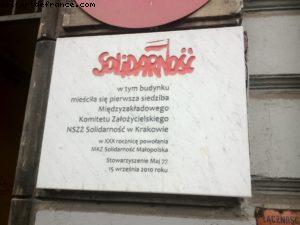 SOLIDARNOŚĆ
w tym budynku
mieściła się pierwsza siedziba
Międzyzakładowego
Komitetu Założycielskiego
NSZZ Solidarność w Krakowie
w XXX rocznicę powołania
MKZ Solidarność Małopolska
Stowarzyszenie Maj 77
15 września 2010 roku
ŁĄCZNOŚĆ